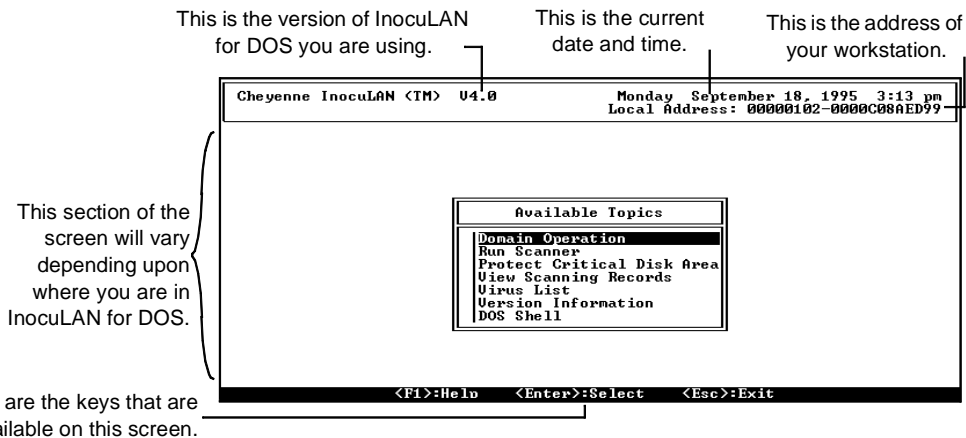 This is the version of InocuLAN
for DOS you are using.
This is the current
date and time.
This is the address of
your workstation.
Cheyenne InocuLAN (TM) V4.0
Monday September 18, 1995 3:13 pm
Local Address: 00000102-0000C08AED99
This section of the
screen will vary
depending upon
where you are in
InocuLAN for DOS.
Available Topics
Domain Operation
Run Scanner
Protect Critical Disk Area
View Scanning Records
Virus List
Version Information
DOS Shell
<F1>:Help <Enter>:Select <Esc>:Exit
are the keys that are
on this screen.